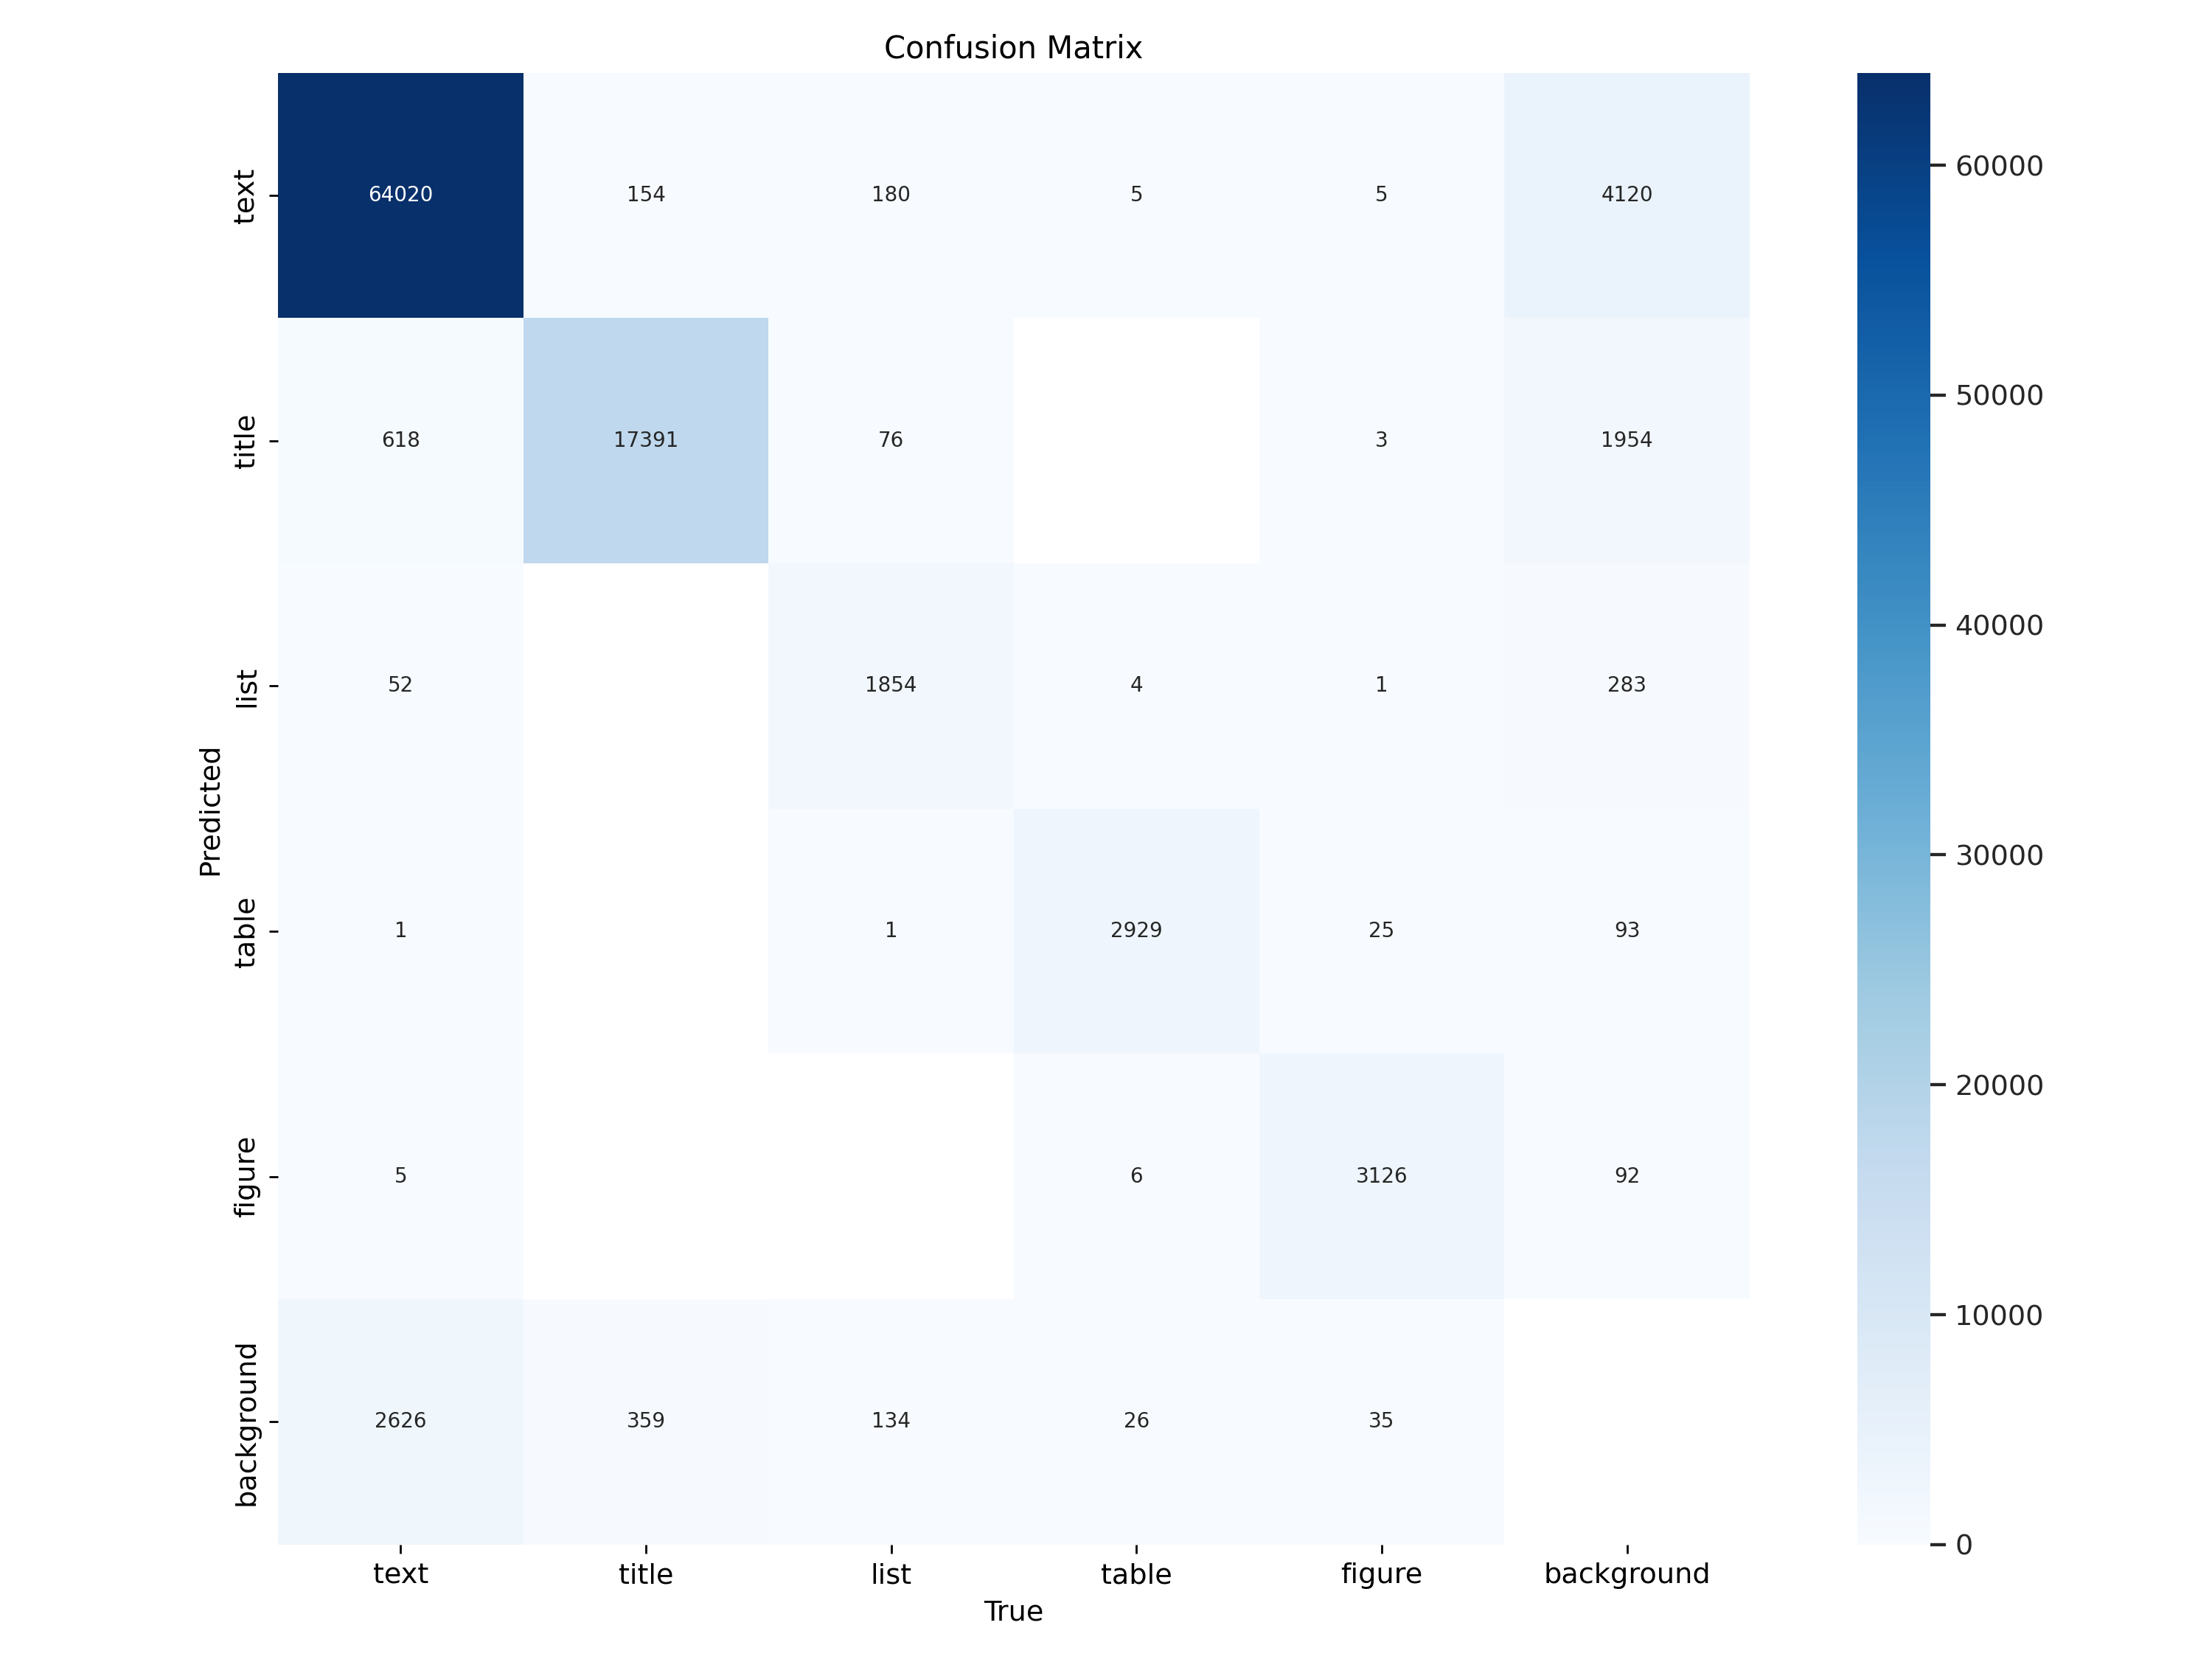 Confusion Matrix
text 64020 154 180 5 5 4120
title 618 17391 76 3 1954
list 52 1854 4 1 283
table 1 1 2929 25 93
figure 5 6 3126 92
background 2626 359 134 26 35
text title list table figure background
True
Predicted
60000
50000
40000
30000
20000
10000
0